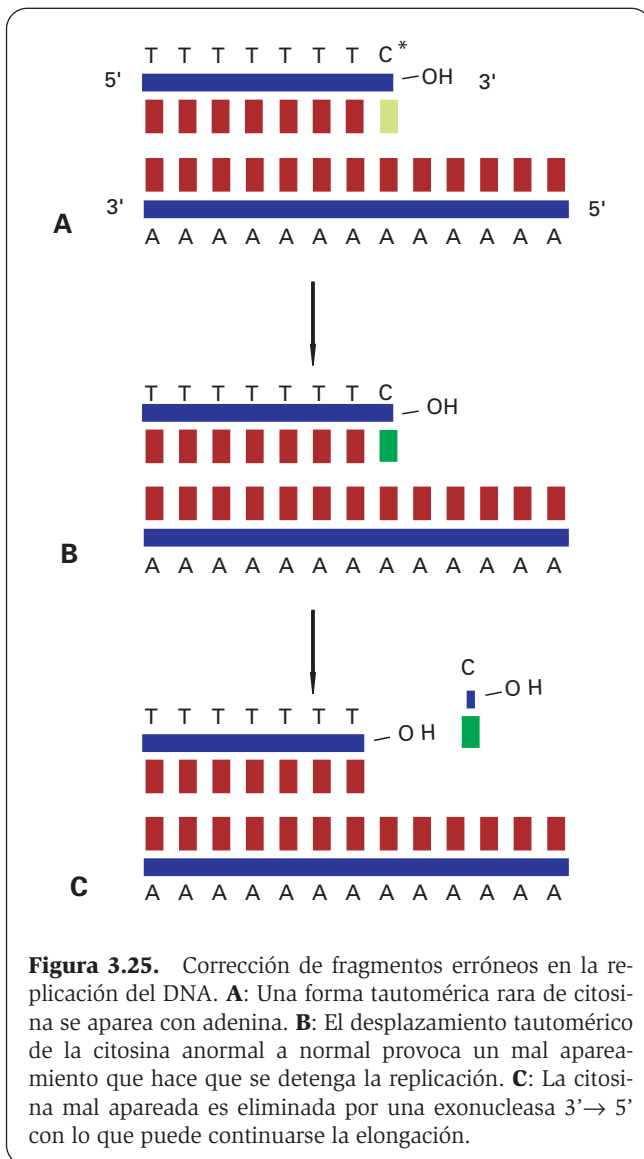 T T T T T T C*
5' – OH 3'
3' 5'
A
A A A A A A A A A A A A
T T T T T T T C
– OH
B
A A A A A A A A A A A A
C
– O H
T T T T T T T
– O H
C
A A A A A A A A A A A A
Figura 3.25. Corrección de fragmentos erróneos en la re-
plicación del DNA. A: Una forma tautomérica rara de citosi-
na se aparea con adenina. B: El desplazamiento tautomérico
de la citosina anormal a normal provoca un mal aparea-
miento que hace que se detenga la replicación. C: La citosi-
na mal apareada es eliminada por una exonucleasa 3’→ 5’
con lo que puede continuarse la elongación.